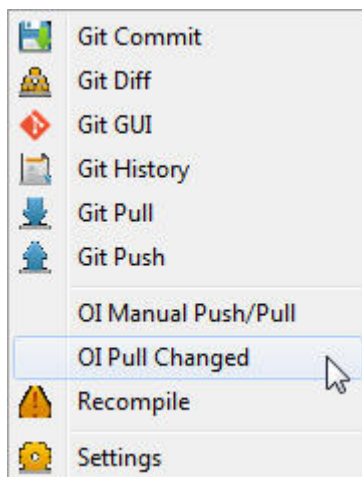 Git Commit
Git Diff
Git GUI
Git History
Git Pull
Git Push
OI Manual Push/Pull
OI Pull Changed
Recompile
Settings